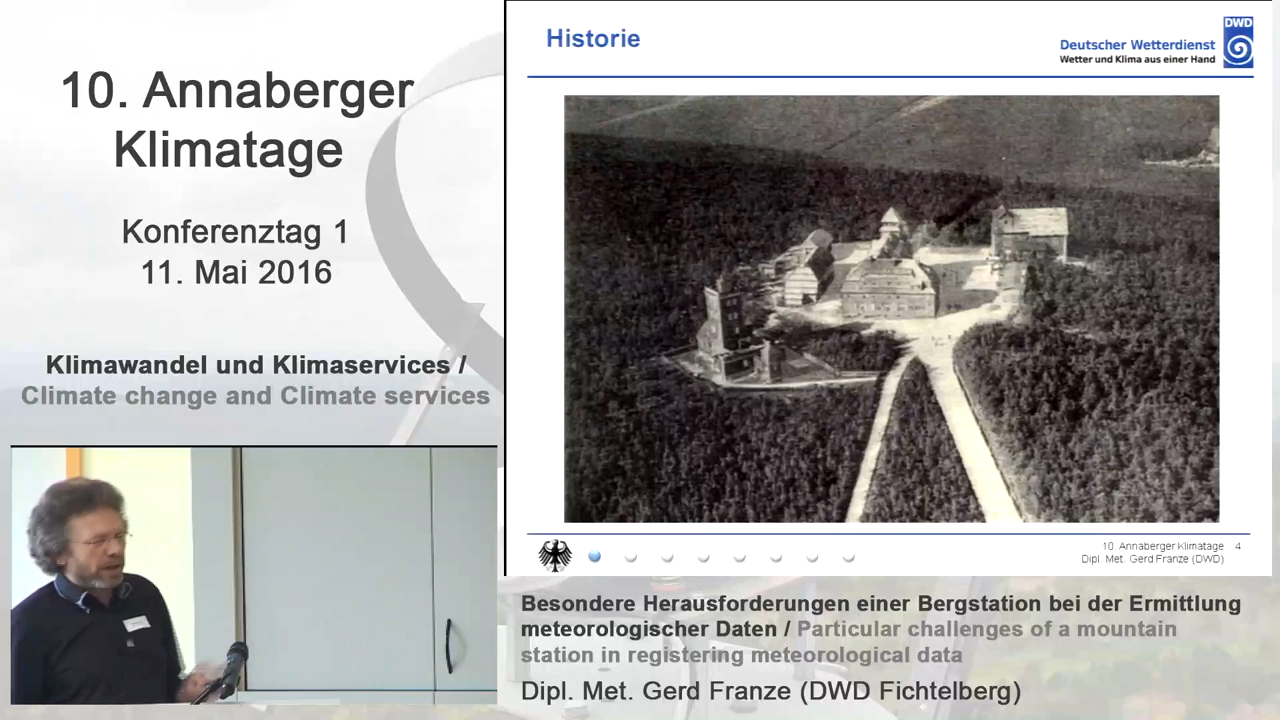 10. Annaberger
Klimatage
Konferenztag 1
11. Mai 2016
Klimawandel und Klimaservices /
Climate change and Climate services
Historie
DWD
Deutscher Wetterdienst
Wetter und Klima aus einer Hand
10. Annaberger Klimatage 4
Dipl. Met. Gerd Franze (DWD)
Besondere Herausforderungen einer Bergstation bei der Ermittlung
meteorologischer Daten / Particular challenges of a mountain
station in registering meteorological data
Dipl. Met. Gerd Franze (DWD Fichtelberg)